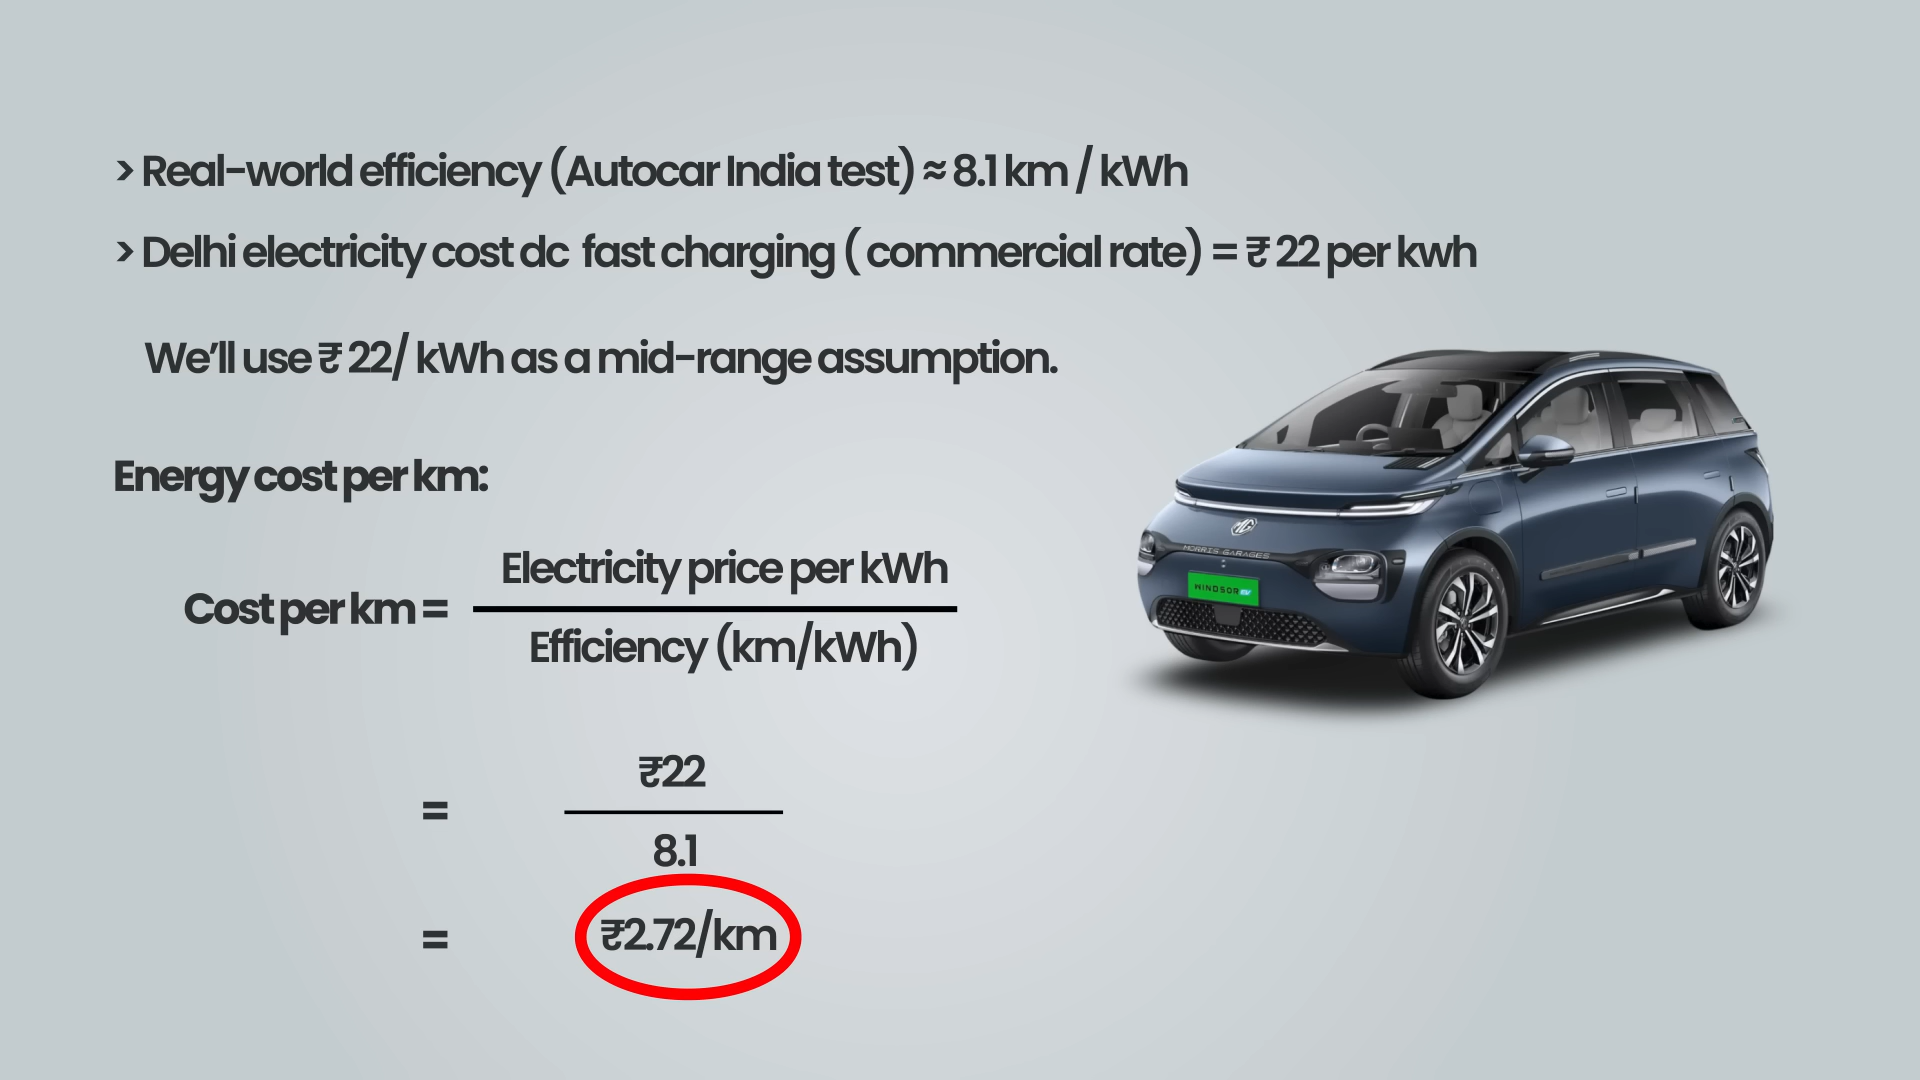 > Real-world efficiency (Autocar India test) ≈ 8.1 km / kWh
> Delhi electricity cost dc fast charging ( commercial rate) = ₹ 22 per kwh
We'll use ₹ 22/ kWh as a mid-range assumption.
Energy cost per km:
Electricity price per kWh
Cost per km =
Efficiency (km/kWh)
₹22
=
8.1
= ₹2.72/km
MG
MORRIS GARAGES
WINDSOR EV